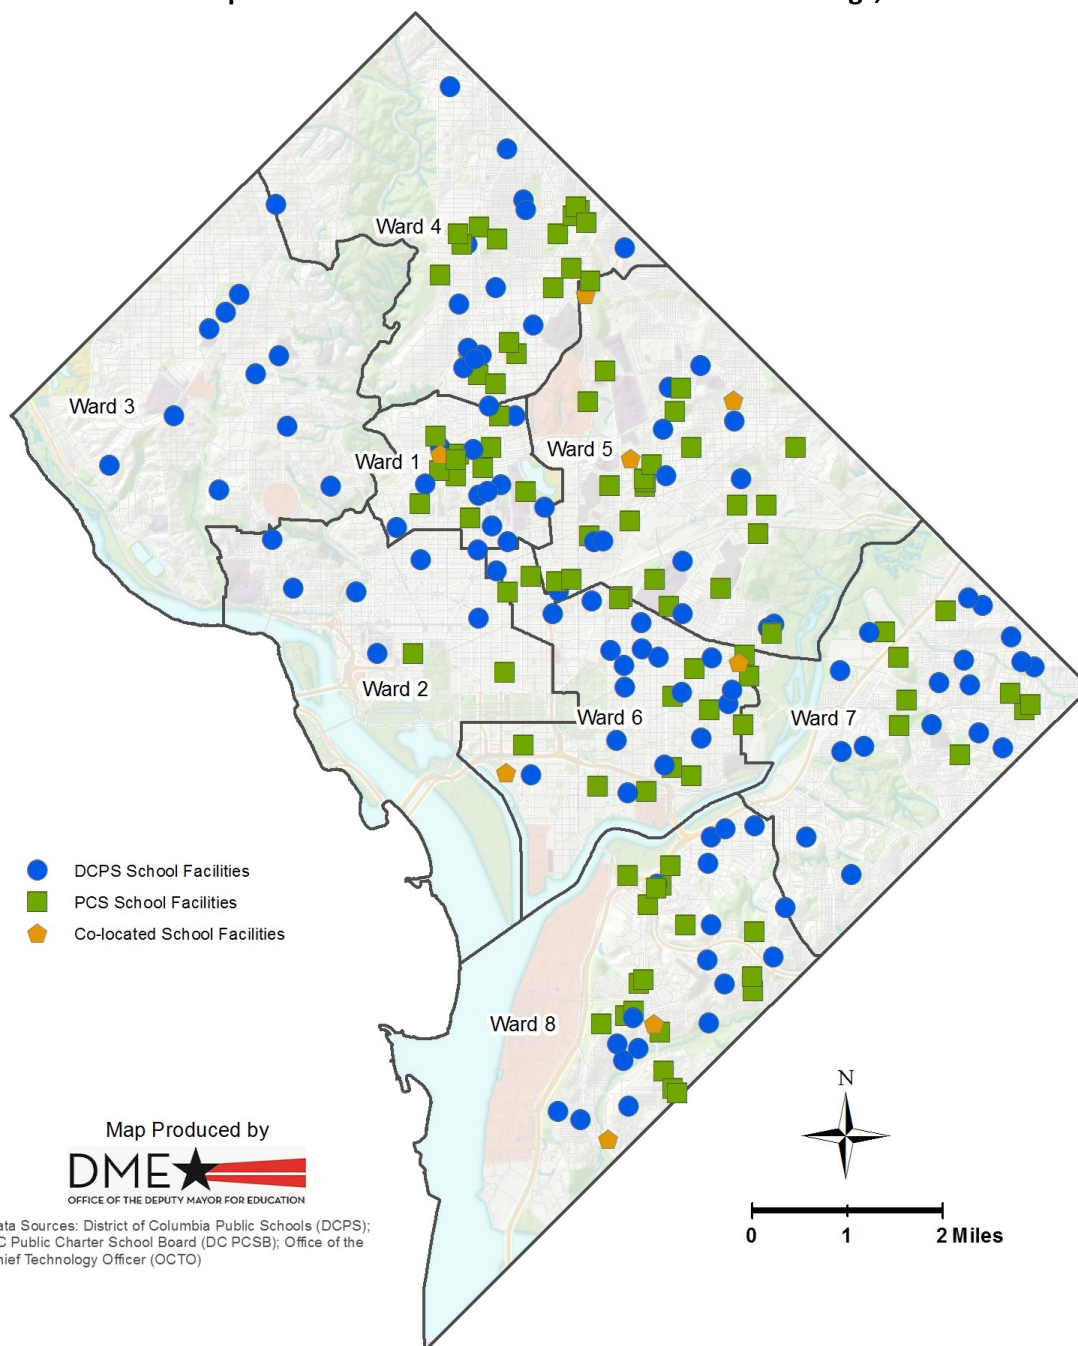 Ward 4
Ward 3
Ward 1
Ward 5
Ward 2
Ward 6
Ward 7
DCPS School Facilities
PCS School Facilities
Co-located School Facilities
Ward 8
N
Map Produced by
DME
OFFICE OF THE DEPUTY MAYOR FOR EDUCATION
0 1 2 Miles
ata Sources: District of Columbia Public Schools (DCPS);
C Public Charter School Board (DC PCSB); Office of the
hief Technology Officer (OCTO)